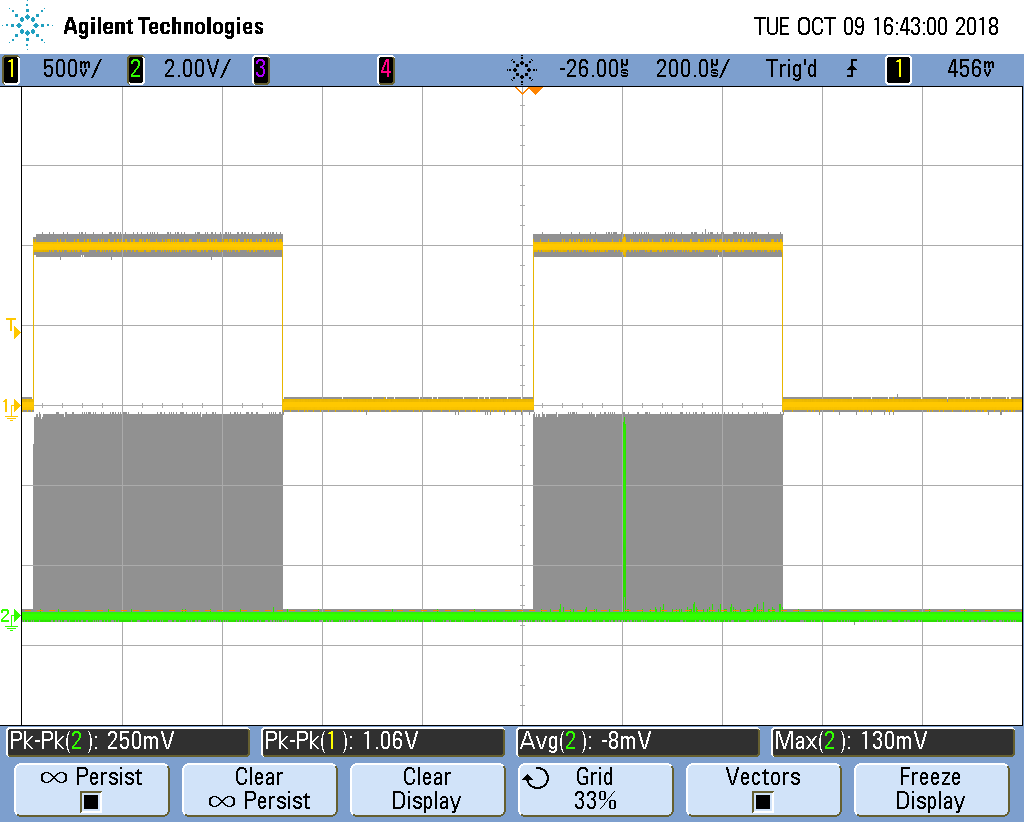 Agilent Technologies
TUE OCT 09 16:43:00 2018
1 500mV/ 2 2.00V/ 3 4 -26.00us 200.0us/ Trig'd 1 456mV
T
1
2
Pk-Pk(2): 250mV Pk-Pk(1): 1.06V Avg(2): -8mV Max(2): 130mV
∞ Persist Clear ∞ Persist Clear Display Grid 33% Vectors Freeze Display